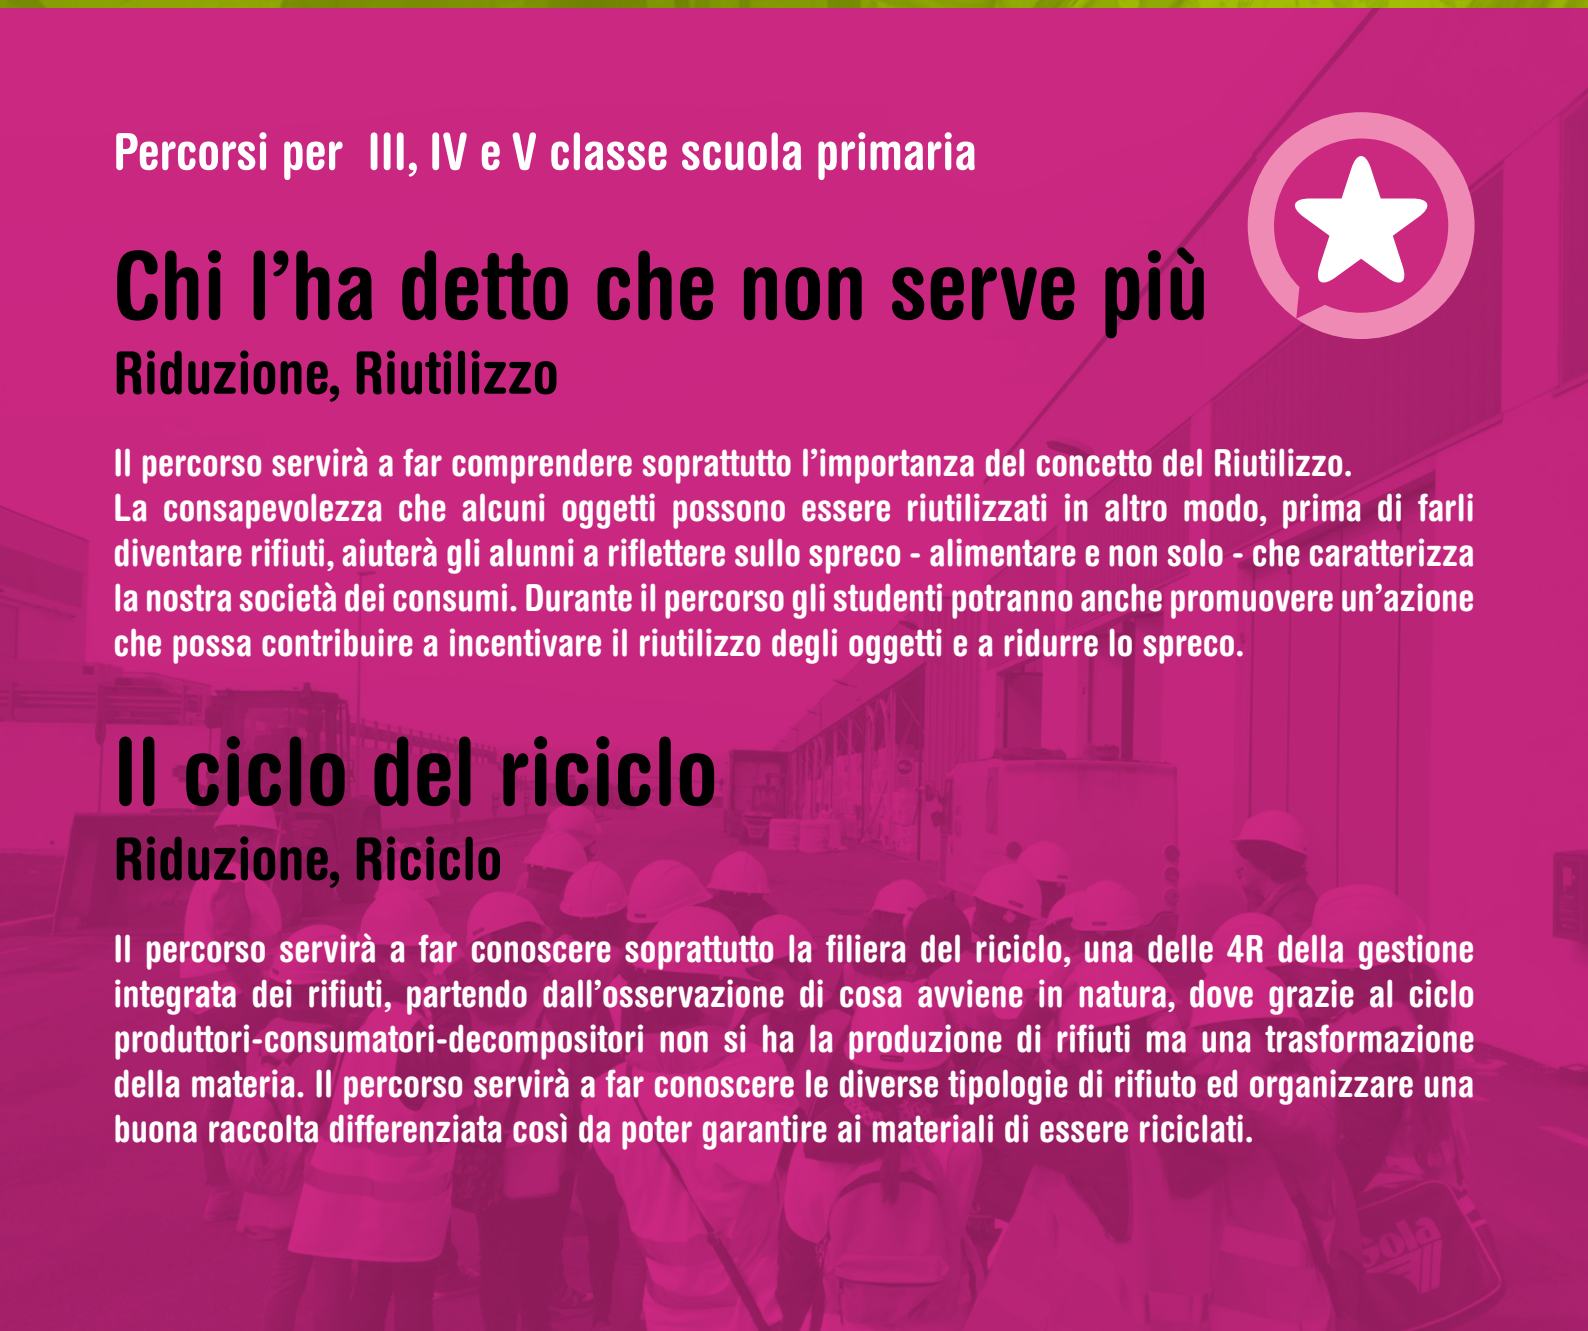 Percorsi per III, IV e V classe scuola primaria
Chi l’ha detto che non serve più
Riduzione, Riutilizzo
Il percorso servirà a far comprendere soprattutto l’importanza del concetto del Riutilizzo.
La consapevolezza che alcuni oggetti possono essere riutilizzati in altro modo, prima di farli
diventare rifiuti, aiuterà gli alunni a riflettere sullo spreco - alimentare e non solo - che caratterizza
la nostra società dei consumi. Durante il percorso gli studenti potranno anche promuovere un’azione
che possa contribuire a incentivare il riutilizzo degli oggetti e a ridurre lo spreco.
Il ciclo del riciclo
Riduzione, Riciclo
Il percorso servirà a far conoscere soprattutto la filiera del riciclo, una delle 4R della gestione
integrata dei rifiuti, partendo dall’osservazione di cosa avviene in natura, dove grazie al ciclo
produttori-consumatori-decompositori non si ha la produzione di rifiuti ma una trasformazione
della materia. Il percorso servirà a far conoscere le diverse tipologie di rifiuto ed organizzare una
buona raccolta differenziata così da poter garantire ai materiali di essere riciclati.